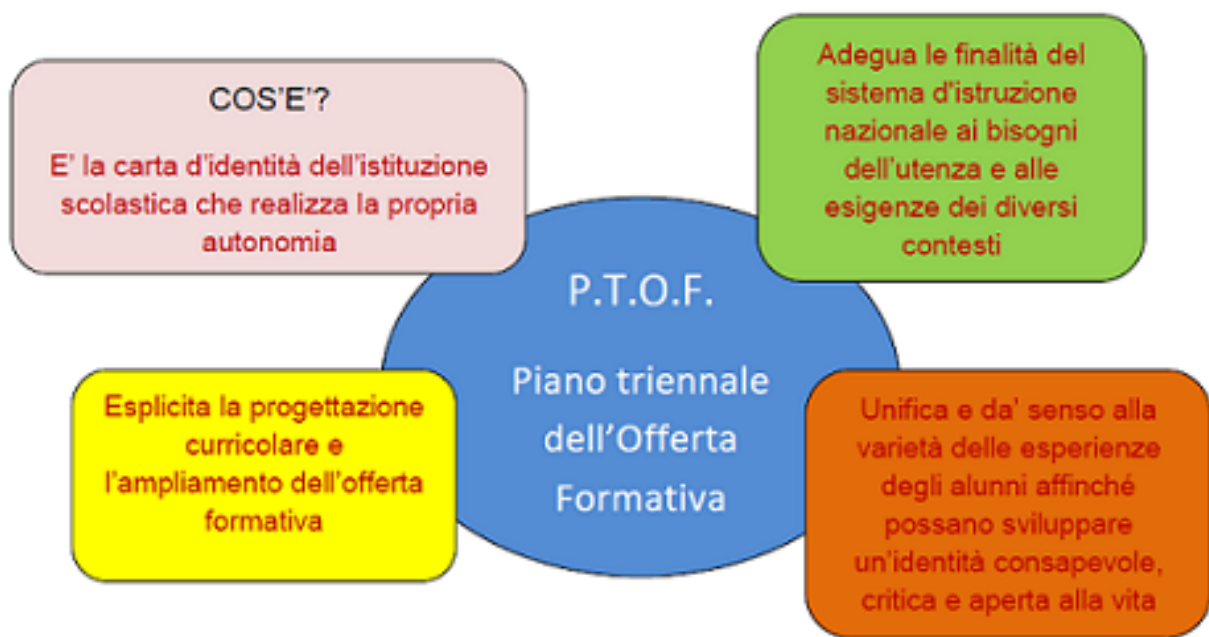 COS'E'?
E' la carta d'identità dell'istituzione
scolastica che realizza la propria
autonomia
Adegua le finalità del
sistema d'istruzione
nazionale ai bisogni
dell'utenza e alle
esigenze dei diversi
contesti
P.T.O.F.
Piano triennale
dell'Offerta
Formativa
Esplicita la progettazione
curricolare e
l'ampliamento dell'offerta
formativa
Unifica e da' senso alla
varietà delle esperienze
degli alunni affinché
possano sviluppare
un'identità consapevole,
critica e aperta alla vita